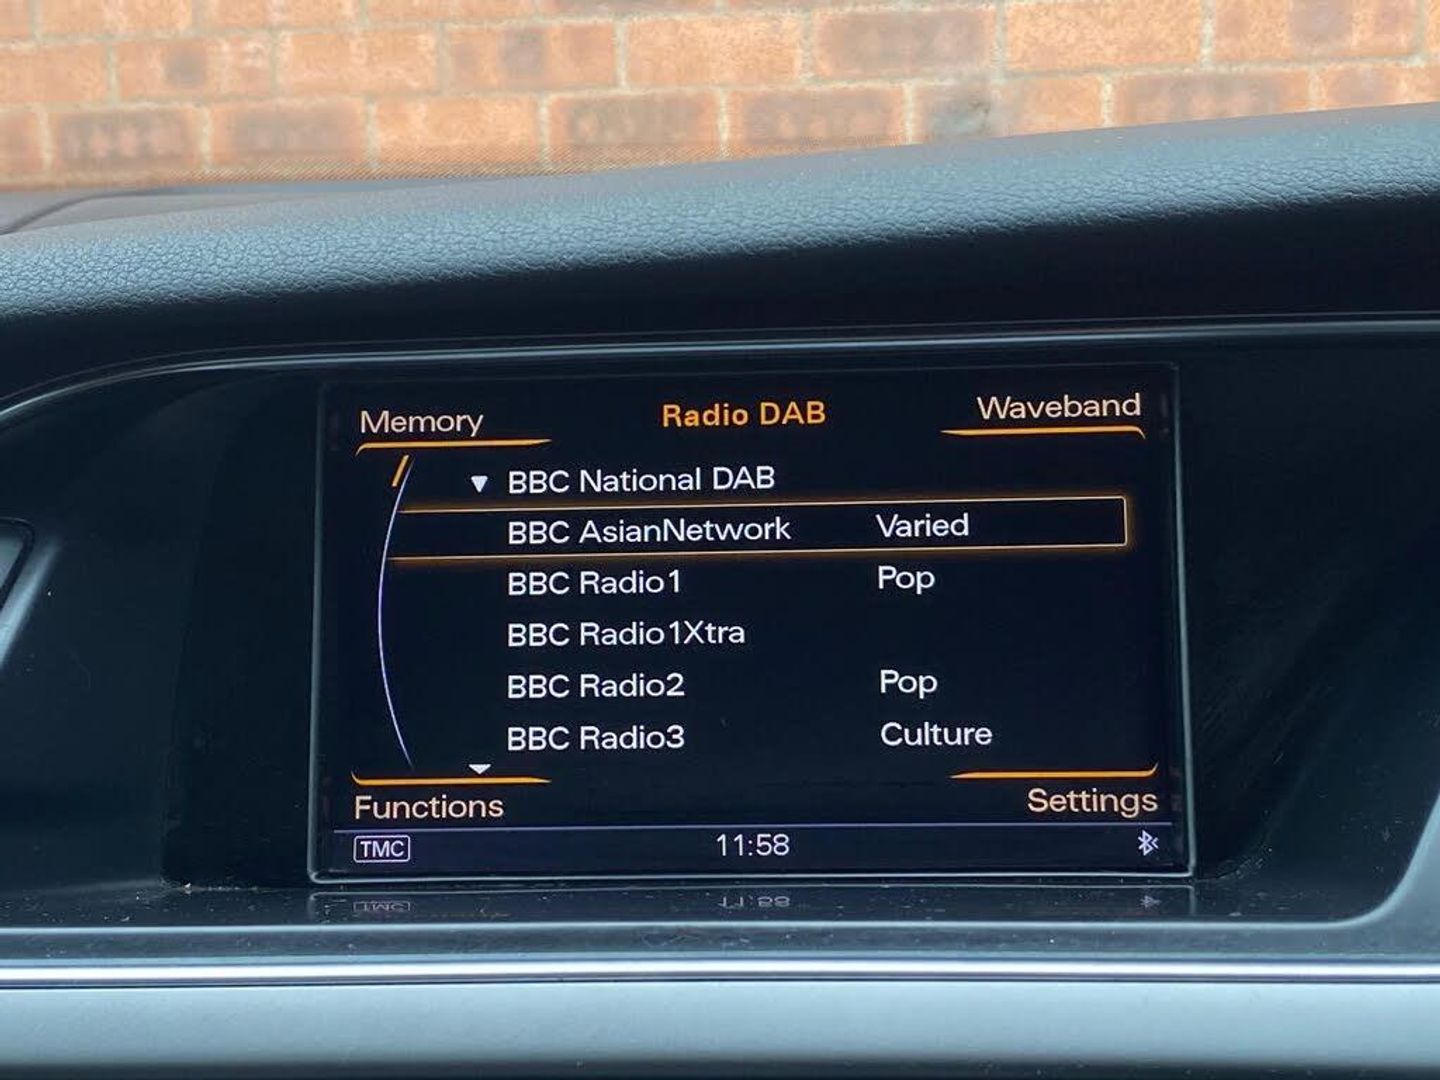 Memory Radio DAB Waveband
BBC National DAB
BBC AsianNetwork Varied
BBC Radio1 Pop
BBC Radio1Xtra
BBC Radio2 Pop
BBC Radio3 Culture
Functions Settings
TMC 11:58